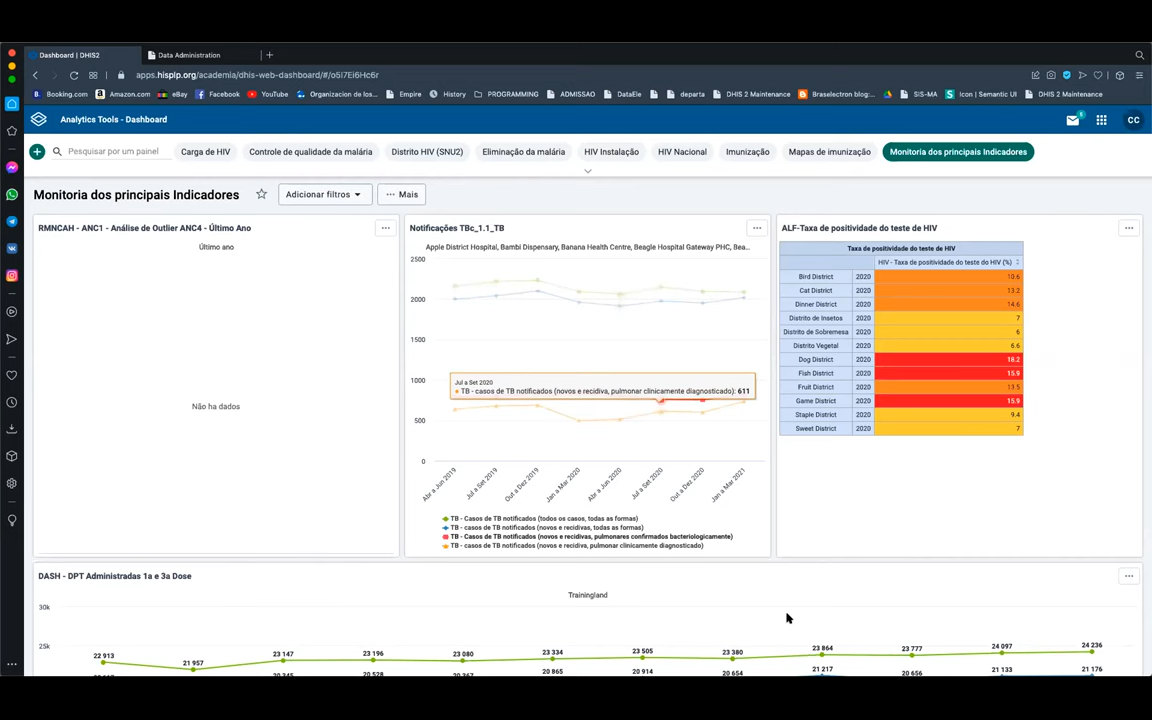 Dashboard | DHIS2
Data Administration
apps.hisplp.org/academia/dhis-web-dashboard/#/o5I7Ei6Hc6r
Booking.com
Amazon.com
eBay
Facebook
YouTube
Organizacion de los...
Empire
History
PROGRAMMING
ADMISSAO
DataEle
departa
DHIS 2 Maintenance
Braselectron blog:...
SIS-MA
Icon | Semantic UI
DHIS 2 Maintenance
Analytics Tools - Dashboard
CC
Pesquisar por um painel
Carga de HIV
Controle de qualidade da malária
Distrito HIV (SNU2)
Eliminação da malária
HIV Instalação
HIV Nacional
Imunização
Mapas de imunização
Monitoria dos principais Indicadores
Monitoria dos principais Indicadores
Adicionar filtros
Mais
RMNCAH - ANC1 - Análise de Outlier ANC4 - Último Ano
Último ano
Não ha dados
Notificações TBc_1.1_TB
Apple District Hospital, Bambi Dispensary, Banana Health Centre, Beagle Hospital Gateway PHC, Bea...
2500
2000
1500
1000
500
0
Jul a Set 2020
TB - casos de TB notificados (novos e recidiva, pulmonar clinicamente diagnosticado): 611
Abr a Jun 2019
Jul a Set 2019
Out a Dez 2019
Jan a Mar 2020
Abr a Jun 2020
Jul a Set 2020
Out a Dez 2020
Jan a Mar 2021
TB - Casos de TB notificados (todos os casos, todas as formas)
TB - casos de TB notificados (novos e recidivas, todas as formas)
TB - Casos de TB notificados (novos e recidivas, pulmonares confirmados bacteriologicamente)
TB - casos de TB notificados (novos e recidiva, pulmonar clinicamente diagnosticado)
ALF-Taxa de positividade do teste de HIV
Taxa de positividade do teste de HIV
HIV - Taxa de positividade do teste do HIV (%)
Bird District 2020 10.6
Cat District 2020 13.2
Dinner District 2020 14.6
Distrito de Insetos 2020 7
Distrito de Sobremesa 2020 6
Distrito Vegetal 2020 6.6
Dog District 2020 18.2
Fish District 2020 15.9
Fruit District 2020 13.5
Game District 2020 15.9
Staple District 2020 9.4
Sweet District 2020 7
DASH - DPT Administradas 1a e 3a Dose
Trainingland
30k
25k
22 913 21 957 23 147 23 196 23 080 23 334 23 505 23 380 23 864 23 777 24 097 24 236
20 865 20 914 20 654 21 217 20 656 21 133 21 176